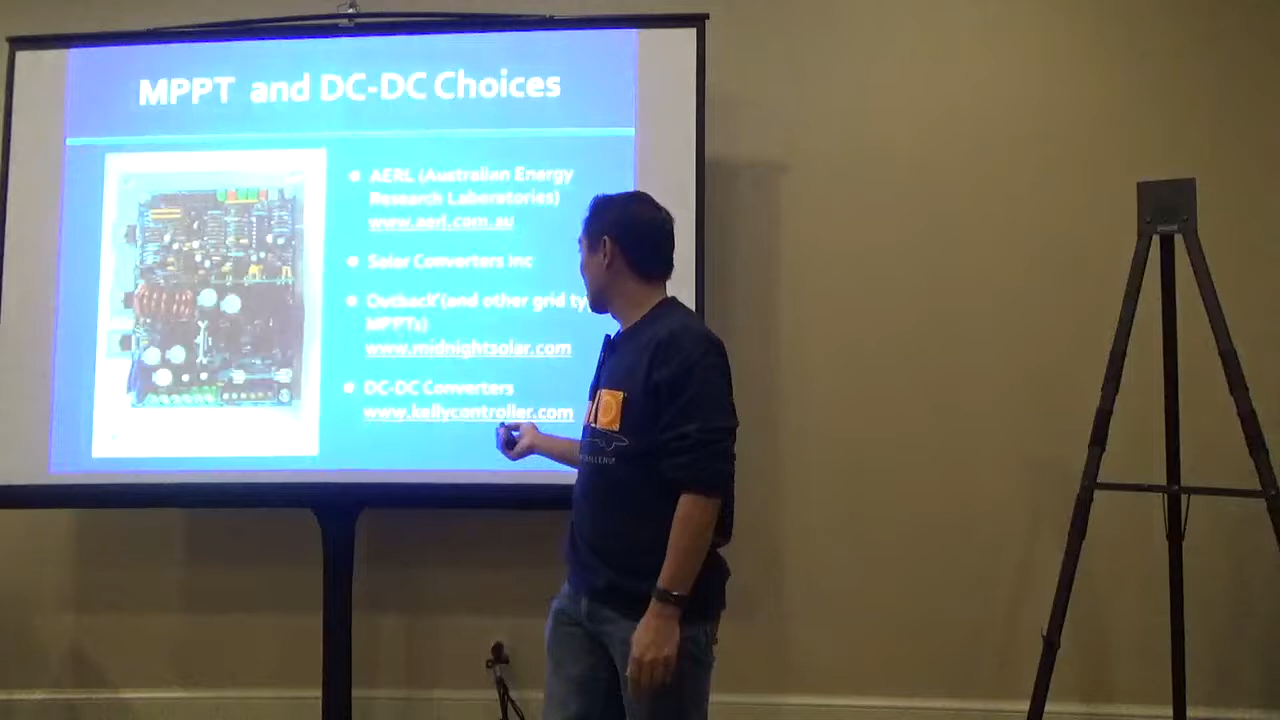 MPPT and DC-DC Choices
AERL (Australian Energy
Research Laboratories)
www.aerl.com.au
Solar Converters Inc
Outback (and other grid
MPPTs)
www.midnightsolar.com
DC-DC Converters
www.kellycontroller.com